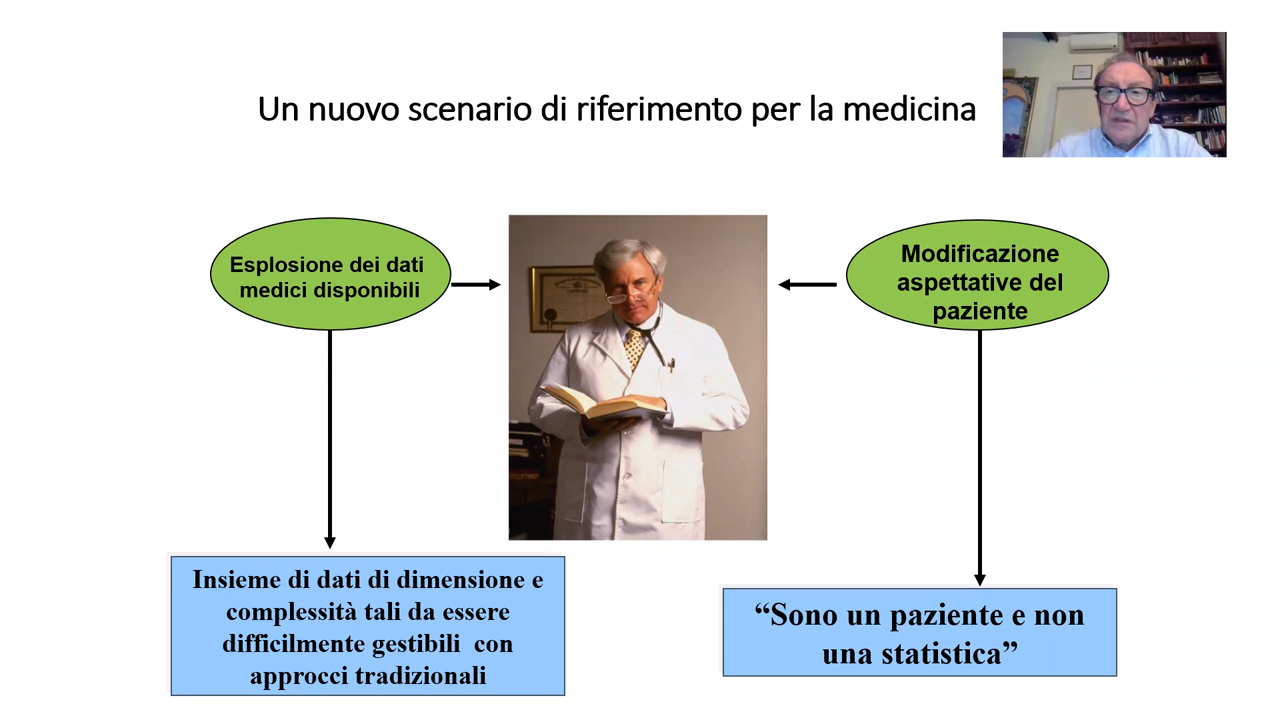 Un nuovo scenario di riferimento per la medicina
Esplosione dei dati
medici disponibili
Modificazione
aspettative del
paziente
Insieme di dati di dimensione e
complessità tali da essere
difficilmente gestibili con
approcci tradizionali
“Sono un paziente e non
una statistica”